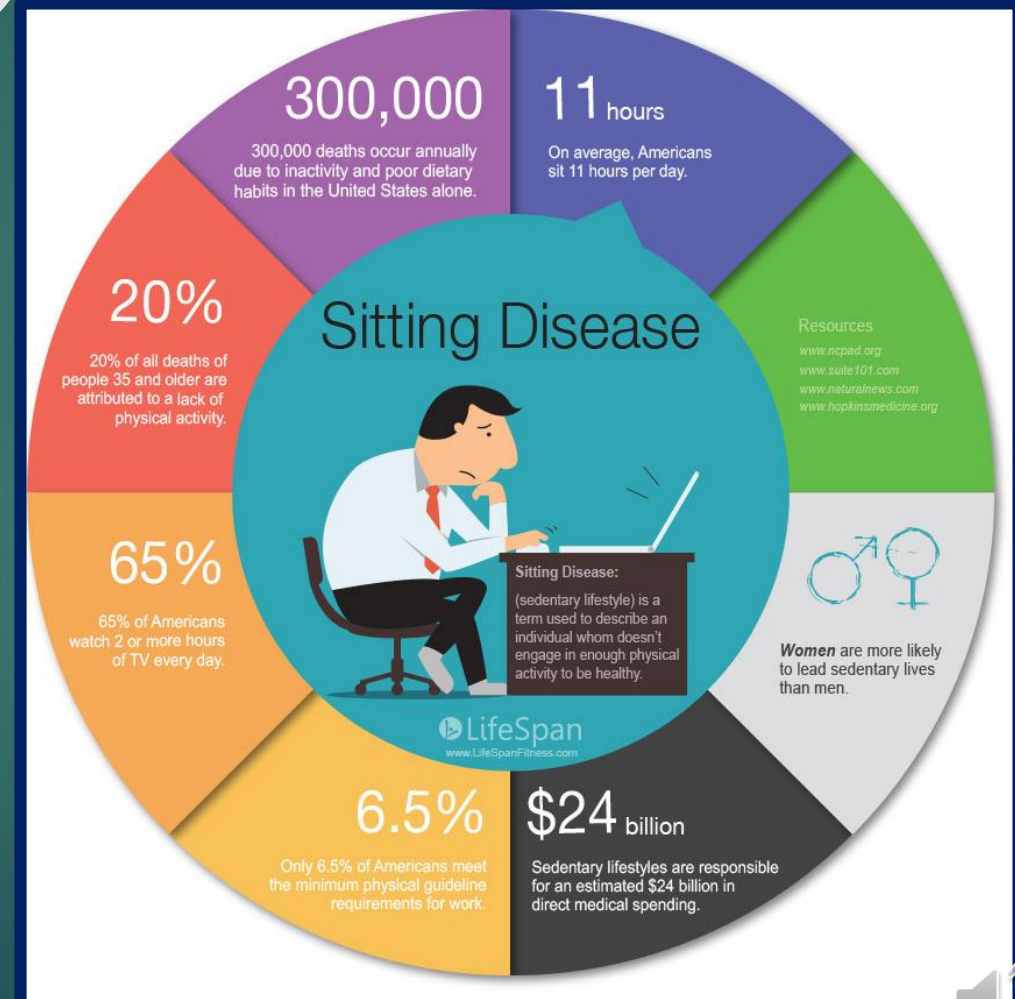 Sitting Disease
Sitting Disease:
(sedentary lifestyle) is a
term used to describe an
individual whom doesn't
engage in enough physical
activity to be healthy.
LifeSpan
www.LifeSpanFitness.com
11 hours
On average, Americans
sit 11 hours per day.
Resources
www.ncpad.org
www.suite101.com
www.naturalnews.com
www.hopkinsmedicine.org
Women are more likely
to lead sedentary lives
than men.
$24 billion
Sedentary lifestyles are responsible
for an estimated $24 billion in
direct medical spending.
6.5%
Only 6.5% of Americans meet
the minimum physical guideline
requirements for work.
65%
65% of Americans
watch 2 or more hours
of TV every day.
20%
20% of all deaths of
people 35 and older are
attributed to a lack of
physical activity.
300,000
300,000 deaths occur annually
due to inactivity and poor dietary
habits in the United States alone.